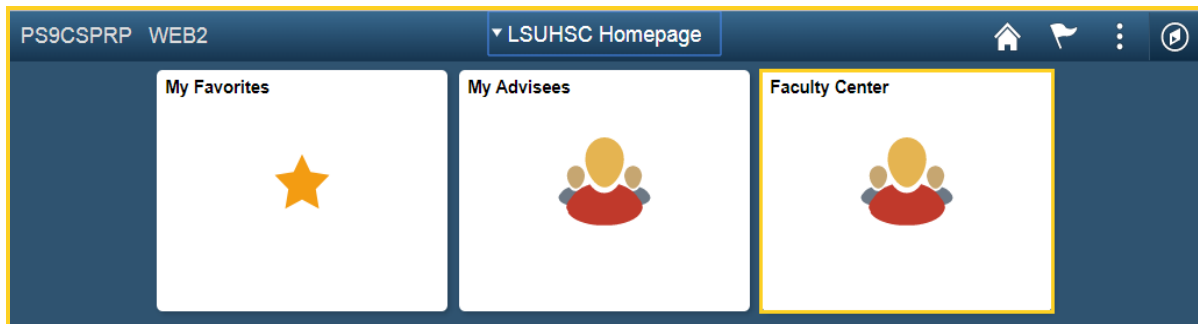 PS9CSPRP WEB2
LSUHSC Homepage
My Favorites
My Advisees
Faculty Center